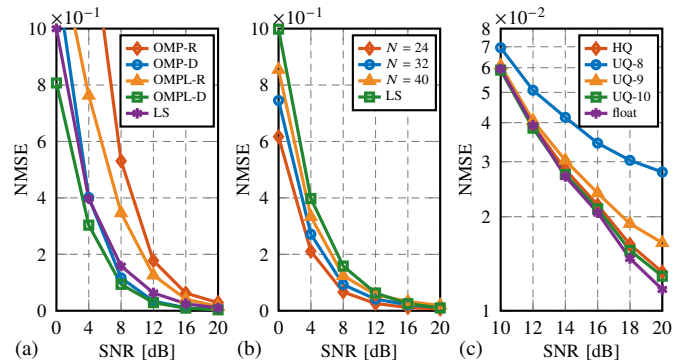 ×10⁻¹
10
8
6
4
2
0
NMSE
OMP-R
OMP-D
OMPL-R
OMPL-D
LS
0 4 8 12 16 20
SNR [dB]
(a)
×10⁻¹
10
8
6
4
2
0
NMSE
N = 24
N = 32
N = 40
LS
0 4 8 12 16 20
SNR [dB]
(b)
×10⁻²
8
7
6
5
4
3
2
1
NMSE
HQ
UQ-8
UQ-9
UQ-10
float
10 12 14 16 18 20
SNR [dB]
(c)